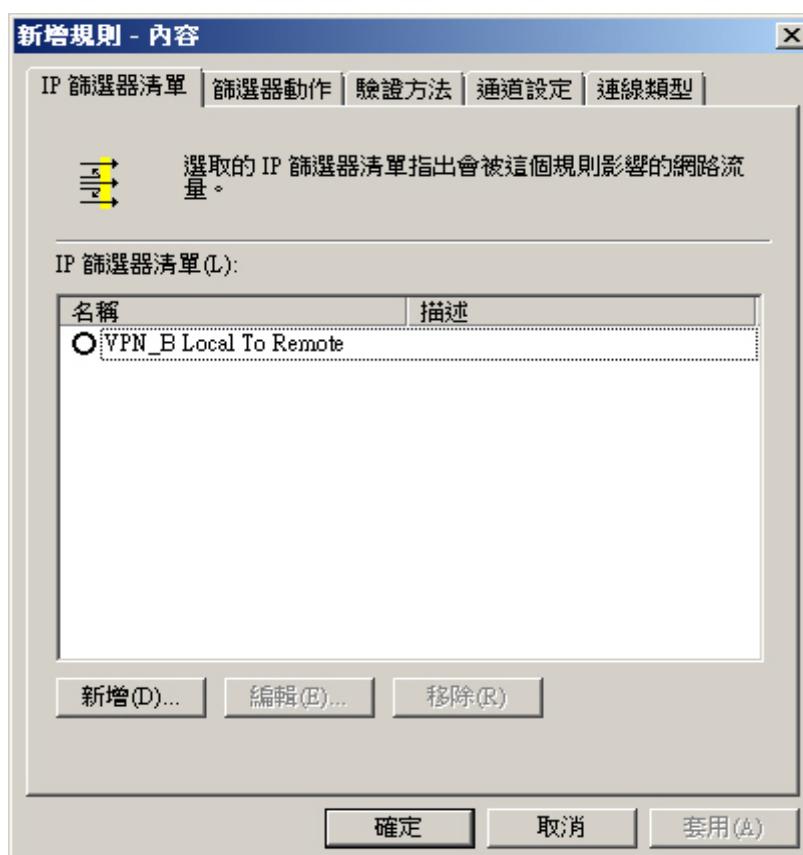 新增規則 - 內容
IP 篩選器清單 篩選器動作 驗證方法 通道設定 連線類型
選取的 IP 篩選器清單指出會被這個規則影響的網路流
量。
IP 篩選器清單(L):
名稱 描述
VPN_B Local To Remote
新增(D)... 編輯(E)... 移除(R)
確定 取消 套用(A)